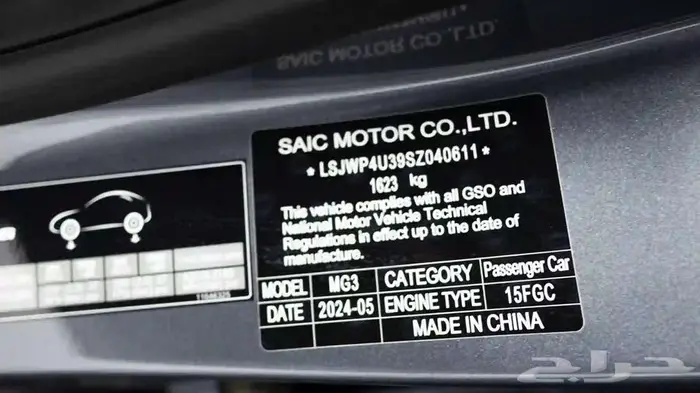 SAIC MOTOR CO.,LTD.
* LSJWP4U39SZ040611 *
1623 kg
This vehicle complies with all GSO and
National Motor Vehicle Technical
Regulations in effect up to the date of
manufacture.
MODEL MG3 CATEGORY Passenger Car
DATE 2024-05 ENGINE TYPE 15FGC
MADE IN CHINA
حراج